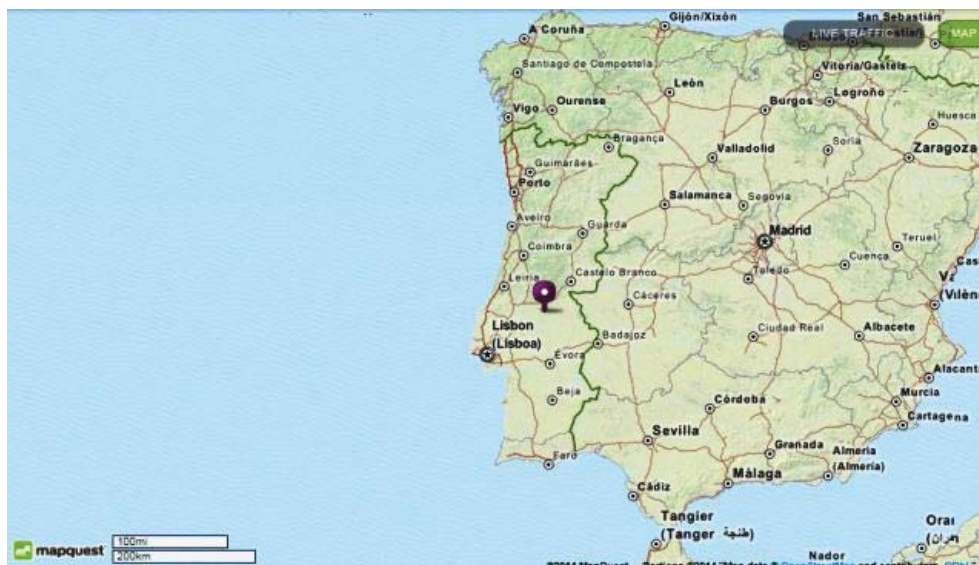 Gijón/Xixón
San Sebastián
A Coruña
LIVE TRAFFIC
MAP
Santiago de Compostela
Vitoria/Gasteiz
León
Logroño
Vigo
Ourense
Burgos
Huesca
Bragança
Soria
Valladolid
Zaragoza
Guimarães
Porto
Salamanca
Segovia
Aveiro
Guarda
Madrid
Teruel
Coimbra
Cuenca
Castelo Branco
Toledo
Leiria
Cáceres
Lisbon
(Lisboa)
Ciudad Real
Albacete
Badajoz
Évora
Beja
Murcia
Córdoba
Cartagena
Sevilla
Granada
Almería
(Almería)
Faro
Málaga
Cádiz
Tangier
(Tanger طنجة)
100mi
mapquest
200km
Nador